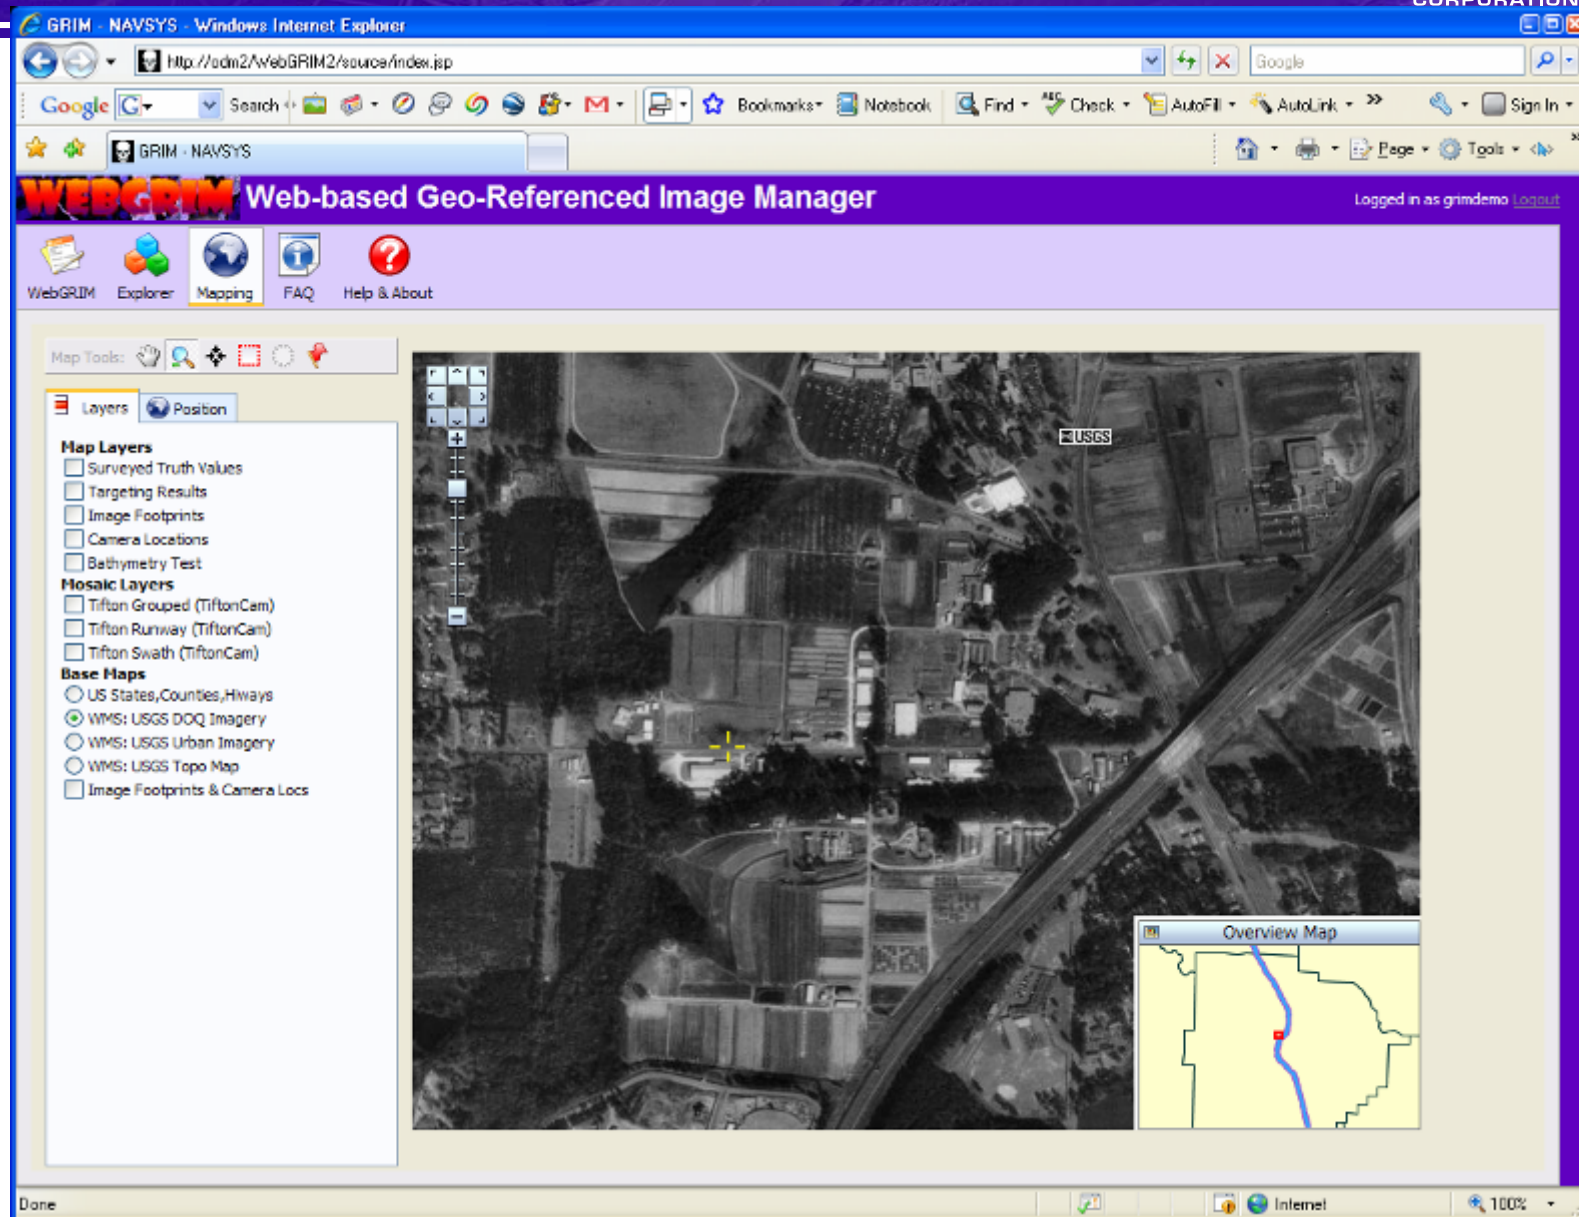 CORPORATION
GRIM - NAVSYS - Windows Internet Explorer
http://odm2/WebGRIM2/source/index.jsp
Google
Google G Search Bookmarks Notebook Find Check AutoFill AutoLink >> Sign In
GRIM - NAVSYS
Page Tools
WEBGRIM Web-based Geo-Referenced Image Manager
Logged in as grimdemo Logout
WebGRIM Explorer Mapping FAQ Help & About
Map Tools:
Layers Position
Map Layers
Surveyed Truth Values
Targeting Results
Image Footprints
Camera Locations
Bathymetry Test
Mosaic Layers
Tifton Grouped (TiftonCam)
Tifton Runway (TiftonCam)
Tifton Swath (TiftonCam)
Base Maps
US States,Counties,Hiways
WMS: USGS DOQ Imagery
WMS: USGS Urban Imagery
WMS: USGS Topo Map
Image Footprints & Camera Locs
USGS
Overview Map
Done
Internet
100%